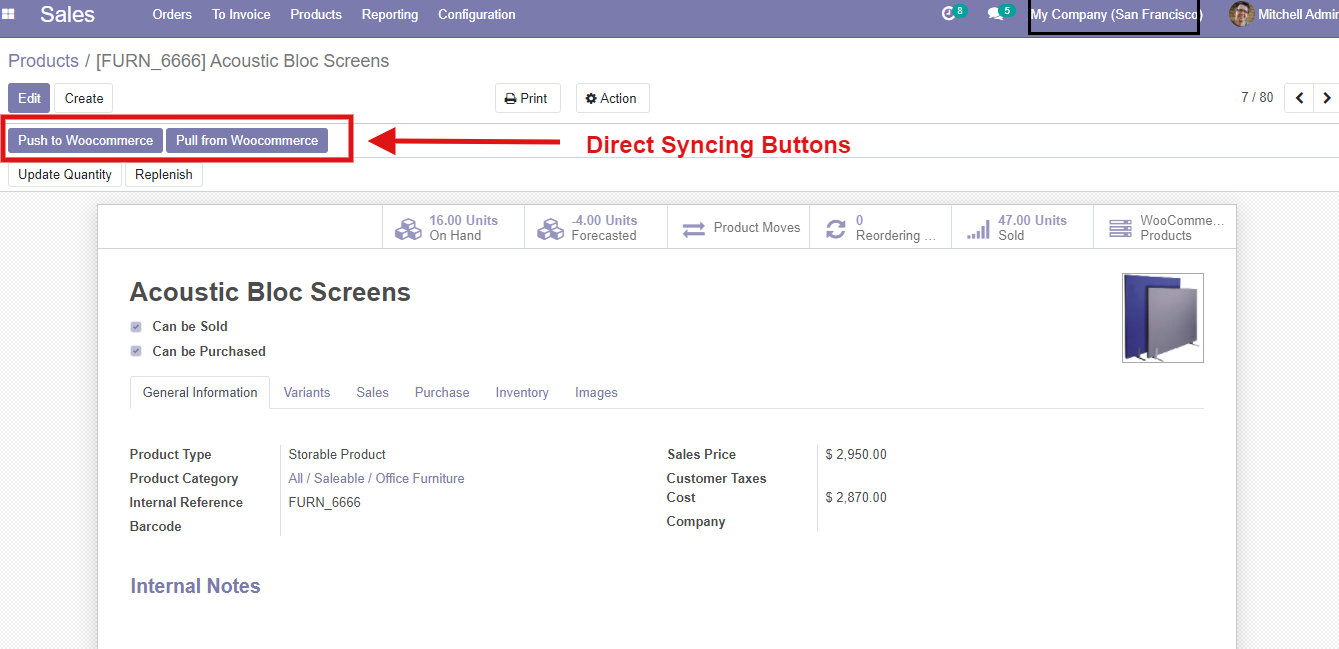 Sales Orders To Invoice Products Reporting Configuration 8 5 My Company (San Francisco) Mitchell Admin
Products / [FURN_6666] Acoustic Bloc Screens
Edit Create Print Action 7 / 80
Push to Woocommerce Pull from Woocommerce Direct Syncing Buttons
Update Quantity Replenish
16.00 Units
On Hand
-4.00 Units
Forecasted
Product Moves
0
Reordering ...
47.00 Units
Sold
WooComme...
Products
Acoustic Bloc Screens
Can be Sold
Can be Purchased
General Information Variants Sales Purchase Inventory Images
Product Type Storable Product
Product Category All / Saleable / Office Furniture
Internal Reference FURN_6666
Barcode
Sales Price $ 2,950.00
Customer Taxes
Cost $ 2,870.00
Company
Internal Notes